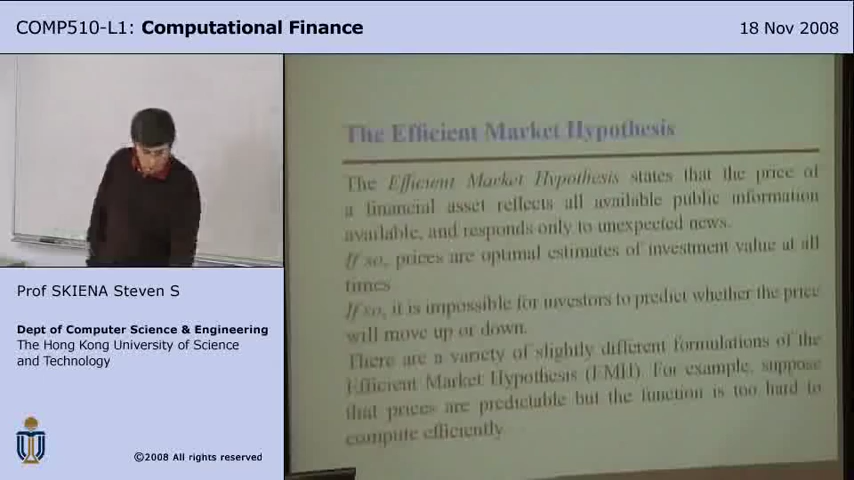 COMP510-L1: Computational Finance
18 Nov 2008
The Efficient Market Hypothesis
The Efficient Market Hypothesis states that the price of
a financial asset reflects all available public information
available, and responds only to unexpected news.
If so, prices are optimal estimates of investment value at all
times.
If so, it is impossible for investors to predict whether the price
will move up or down.
There are a variety of slightly different formulations of the
Efficient Market Hypothesis (EMH). For example, suppose
that prices are predictable but the function is too hard to
compute efficiently.
Prof SKIENA Steven S
Dept of Computer Science & Engineering
The Hong Kong University of Science
and Technology
©2008 All rights reserved